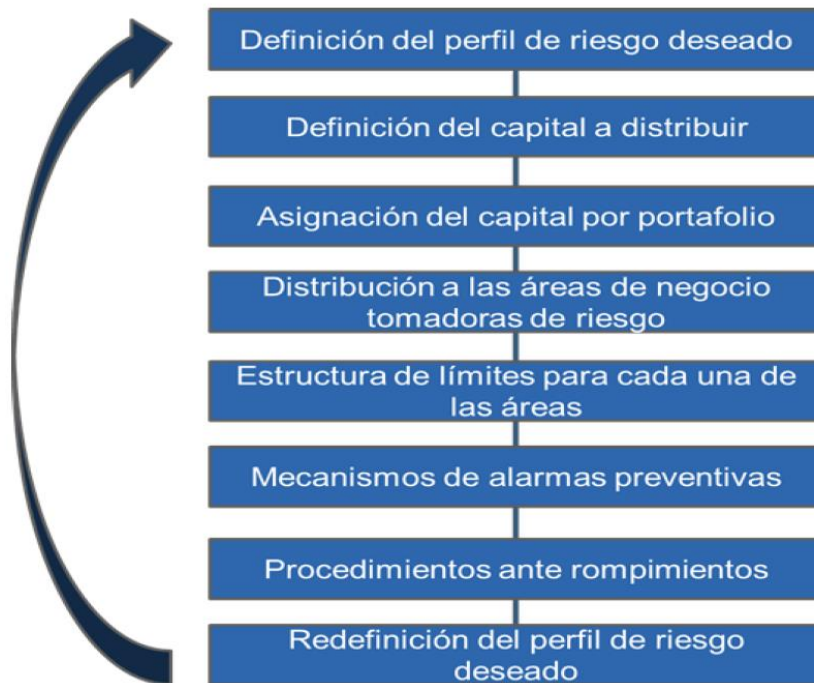 Definición del perfil de riesgo deseado
Definición del capital a distribuir
Asignación del capital por portafolio
Distribución a las áreas de negocio
tomadoras de riesgo
Estructura de límites para cada una de
las áreas
Mecanismos de alarmas preventivas
Procedimientos ante rompimientos
Redefinición del perfil de riesgo
deseado